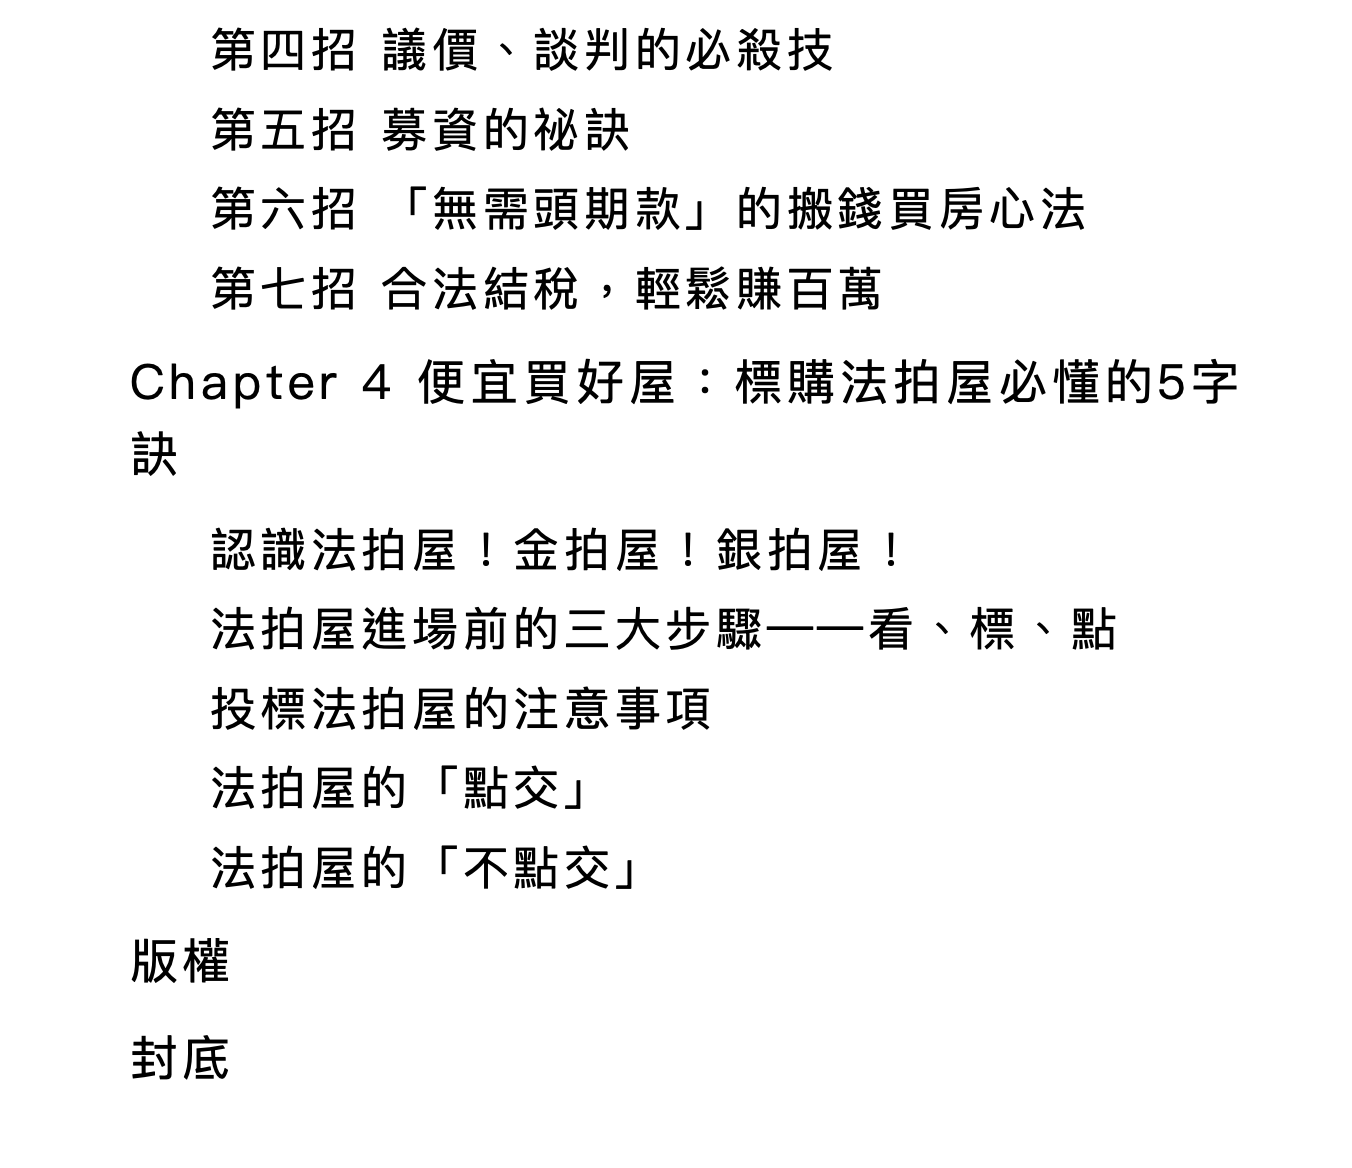 第四招 議價、談判的必殺技
第五招 募資的祕訣
第六招 「無需頭期款」的搬錢買房心法
第七招 合法結稅，輕鬆賺百萬
Chapter 4 便宜買好屋：標購法拍屋必懂的5字
訣
認識法拍屋！金拍屋！銀拍屋！
法拍屋進場前的三大步驟——看、標、點
投標法拍屋的注意事項
法拍屋的「點交」
法拍屋的「不點交」
版權
封底